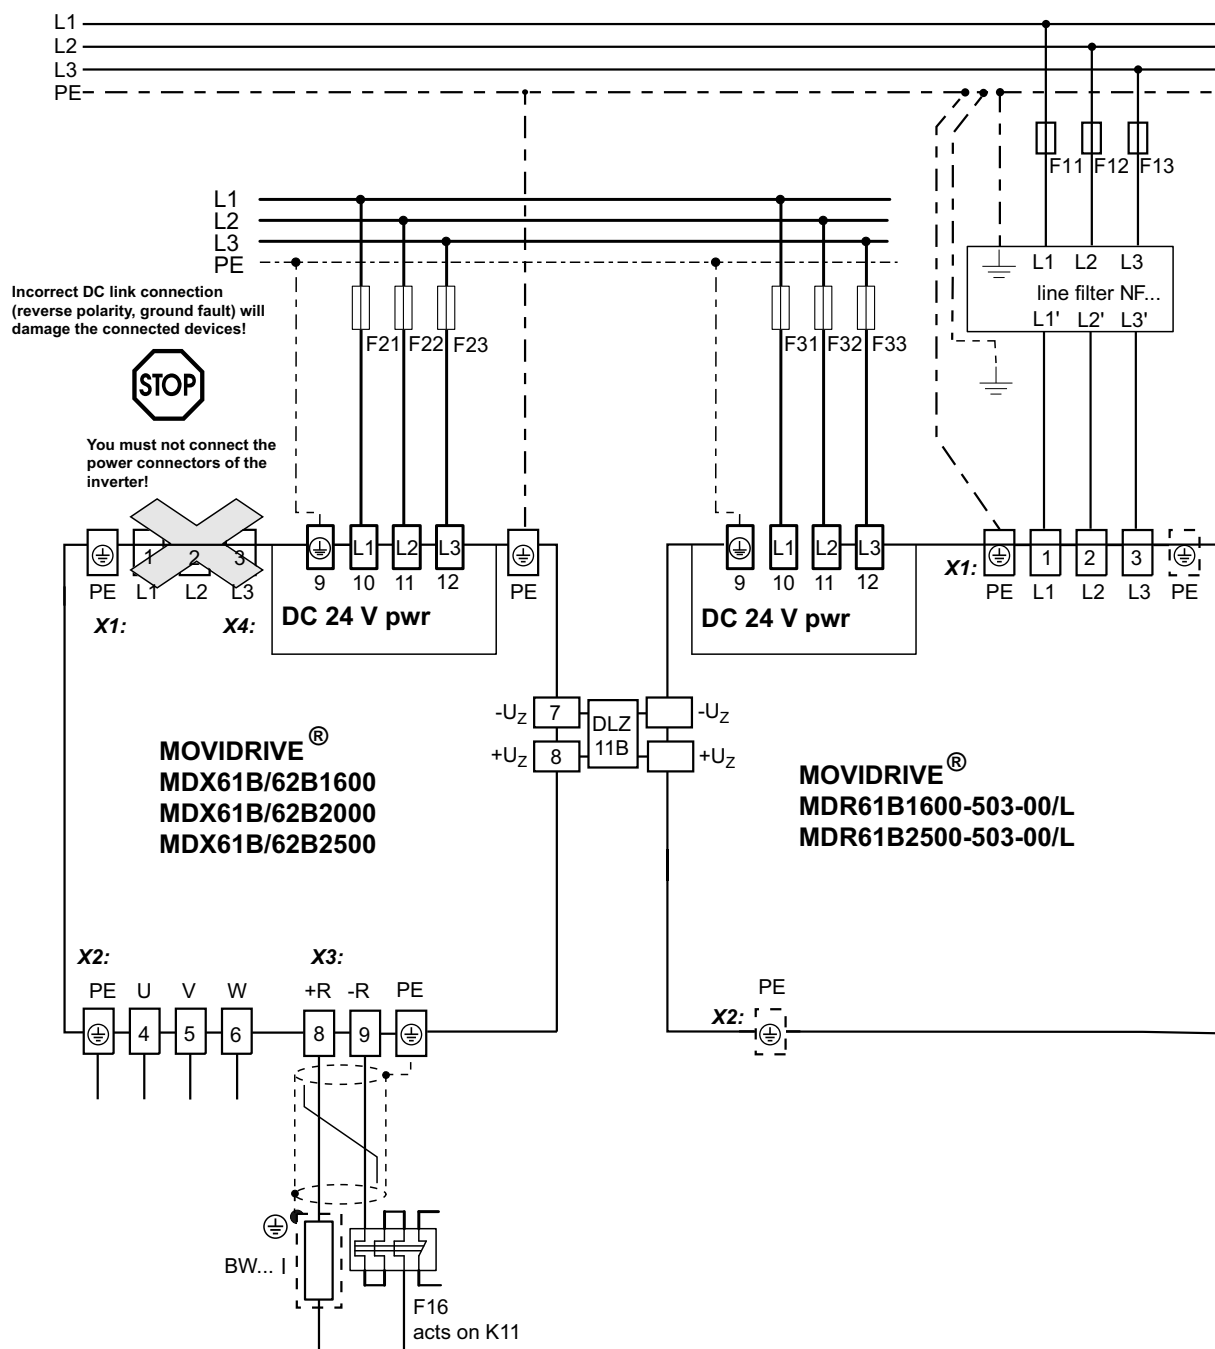 L1
L2
L3
PE
F11 F12 F13
L1
L2
L3
PE
L1 L2 L3
line filter NF...
L1' L2' L3'
Incorrect DC link connection
(reverse polarity, ground fault) will
damage the connected devices!
F21 F22 F23
F31 F32 F33
STOP
You must not connect the
power connectors of the
inverter!
1 2 3 L1 L2 L3
L1 L2 L3
1 2 3
PE L1 L2 L3 9 10 11 12 PE
9 10 11 12
X1: PE L1 L2 L3 PE
X1: X4: DC 24 V pwr
DC 24 V pwr
-UZ 7 DLZ -UZ
+UZ 8 11B +UZ
MOVIDRIVE ®
MDX61B/62B1600
MDX61B/62B2000
MDX61B/62B2500
MOVIDRIVE ®
MDR61B1600-503-00/L
MDR61B2500-503-00/L
X2: X3:
PE U V W +R -R PE
4 5 6 8 9
PE
X2:
BW... I
F16
acts on K11